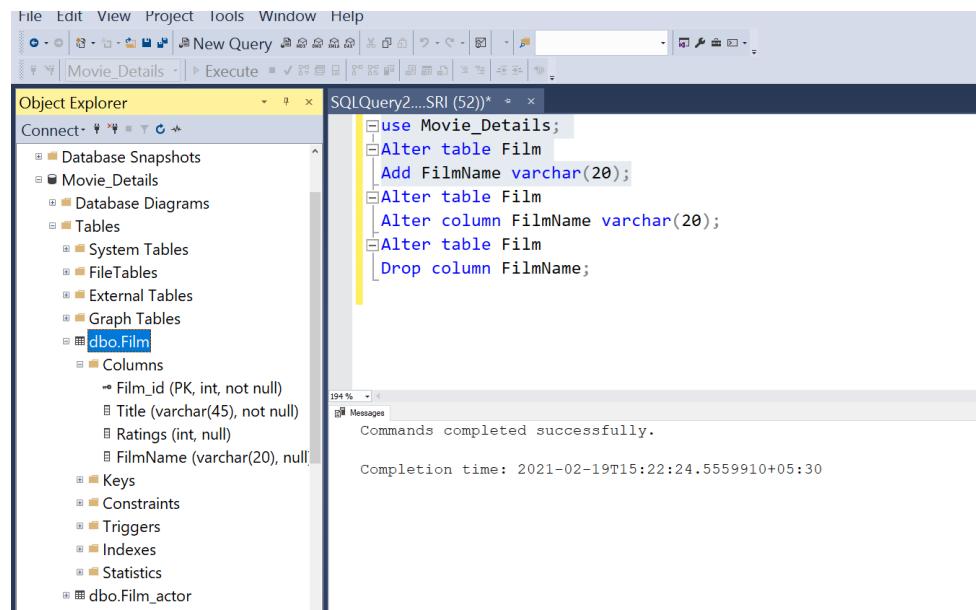 File Edit View Project Tools Window Help
New Query
Movie_Details Execute
Object Explorer
Connect
Database Snapshots
Movie_Details
Database Diagrams
Tables
System Tables
FileTables
External Tables
Graph Tables
dbo.Film
Columns
Film_id (PK, int, not null)
Title (varchar(45), not null)
Ratings (int, null)
FilmName (varchar(20), null
Keys
Constraints
Triggers
Indexes
Statistics
dbo.Film_actor
SQLQuery2....SRI (52))*
use Movie_Details;
Alter table Film
Add FilmName varchar(20);
Alter table Film
Alter column FilmName varchar(20);
Alter table Film
Drop column FilmName;
194 %
Messages
Commands completed successfully.
Completion time: 2021-02-19T15:22:24.5559910+05:30